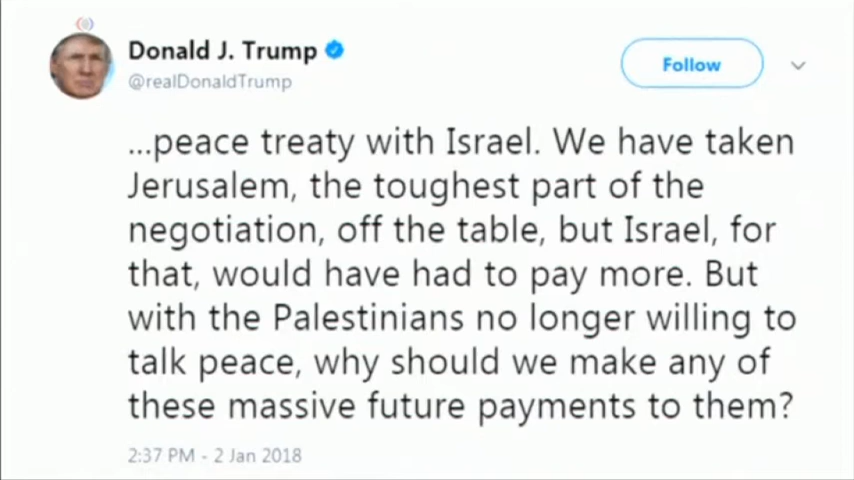 Donald J. Trump
@realDonaldTrump
Follow
...peace treaty with Israel. We have taken
Jerusalem, the toughest part of the
negotiation, off the table, but Israel, for
that, would have had to pay more. But
with the Palestinians no longer willing to
talk peace, why should we make any of
these massive future payments to them?
2:37 PM - 2 Jan 2018